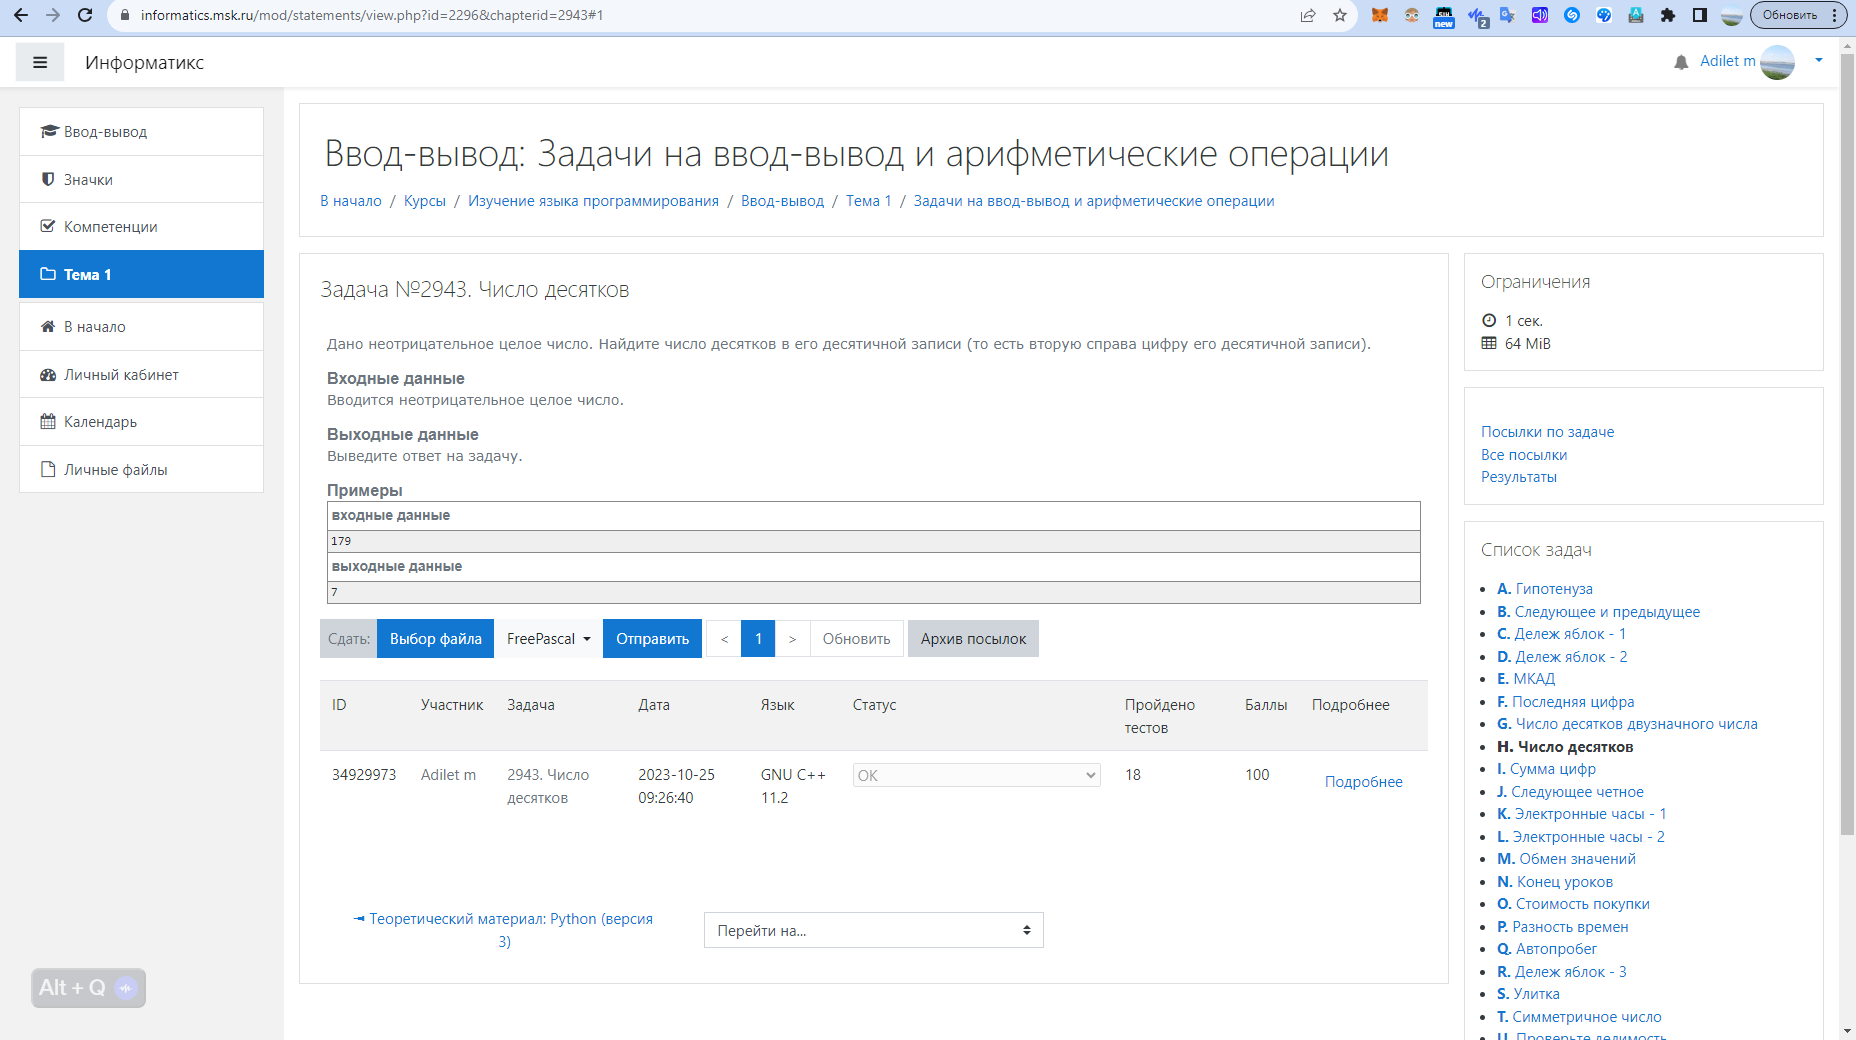 informatics.msk.ru/mod/statements/view.php?id=2296&chapterid=2943#1
new
2
Обновить
Информатикс
Adilet m
Ввод-вывод
Значки
Компетенции
Тема 1
В начало
Личный кабинет
Календарь
Личные файлы
Ввод-вывод: Задачи на ввод-вывод и арифметические операции
В начало / Курсы / Изучение языка программирования / Ввод-вывод / Тема 1 / Задачи на ввод-вывод и арифметические операции
Задача №2943. Число десятков
Дано неотрицательное целое число. Найдите число десятков в его десятичной записи (то есть вторую справа цифру его десятичной записи).
Входные данные
Вводится неотрицательное целое число.
Выходные данные
Выведите ответ на задачу.
Примеры
входные данные
179
выходные данные
7
Сдать: Выбор файла FreePascal Отправить < 1 > Обновить Архив посылок
ID Участник Задача Дата Язык Статус Пройдено тестов Баллы Подробнее
34929973 Adilet m 2943. Число десятков 2023-10-25 09:26:40 GNU C++ 11.2 OK 18 100 Подробнее
Теоретический материал: Python (версия
3)
Перейти на...
Alt + Q
Ограничения
1 сек.
64 MiB
Посылки по задаче
Все посылки
Результаты
Список задач
A. Гипотенуза
B. Следующее и предыдущее
C. Дележ яблок - 1
D. Дележ яблок - 2
E. МКАД
F. Последняя цифра
G. Число десятков двузначного числа
H. Число десятков
I. Сумма цифр
J. Следующее четное
K. Электронные часы - 1
L. Электронные часы - 2
M. Обмен значений
N. Конец уроков
O. Стоимость покупки
P. Разность времен
Q. Автопробег
R. Дележ яблок - 3
S. Улитка
T. Симметричное число
U. Проверьте делимость